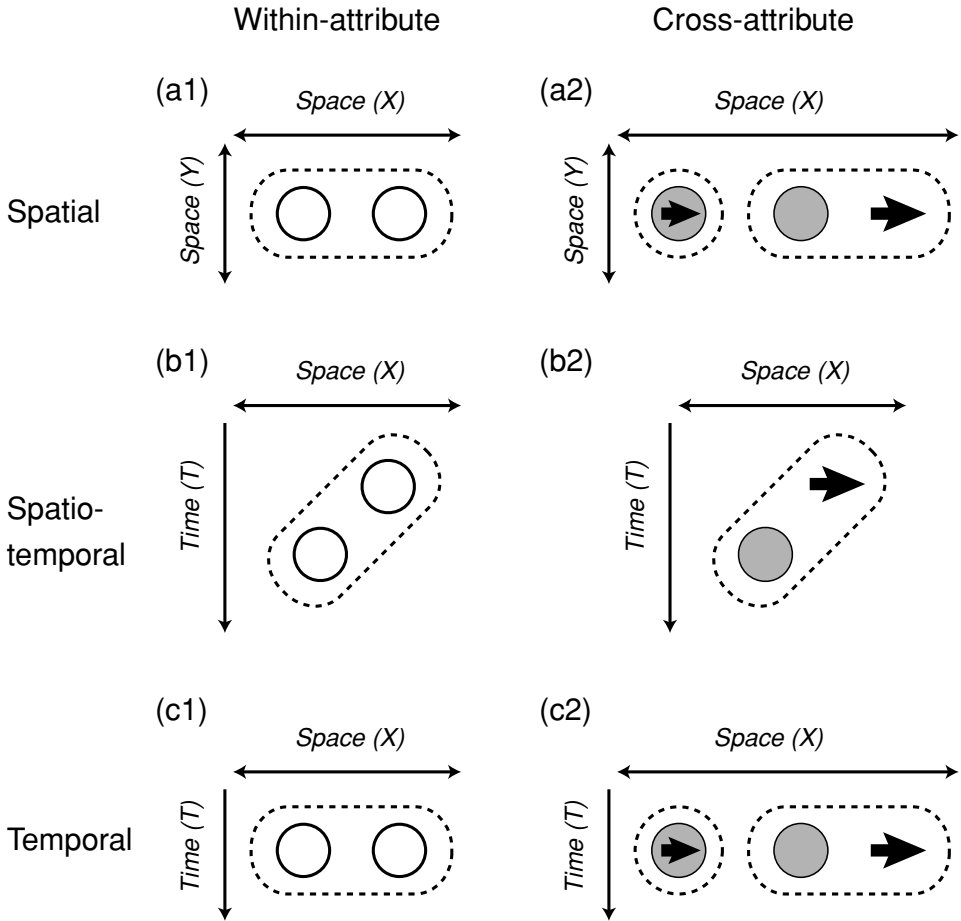 Within-attribute
Cross-attribute
(a1)
Space (X)
Space (Y)
(a2)
Space (X)
Space (Y)
Spatial
(b1)
Space (X)
Time (T)
(b2)
Space (X)
Time (T)
Spatio-
temporal
(c1)
Space (X)
Time (T)
(c2)
Space (X)
Time (T)
Temporal